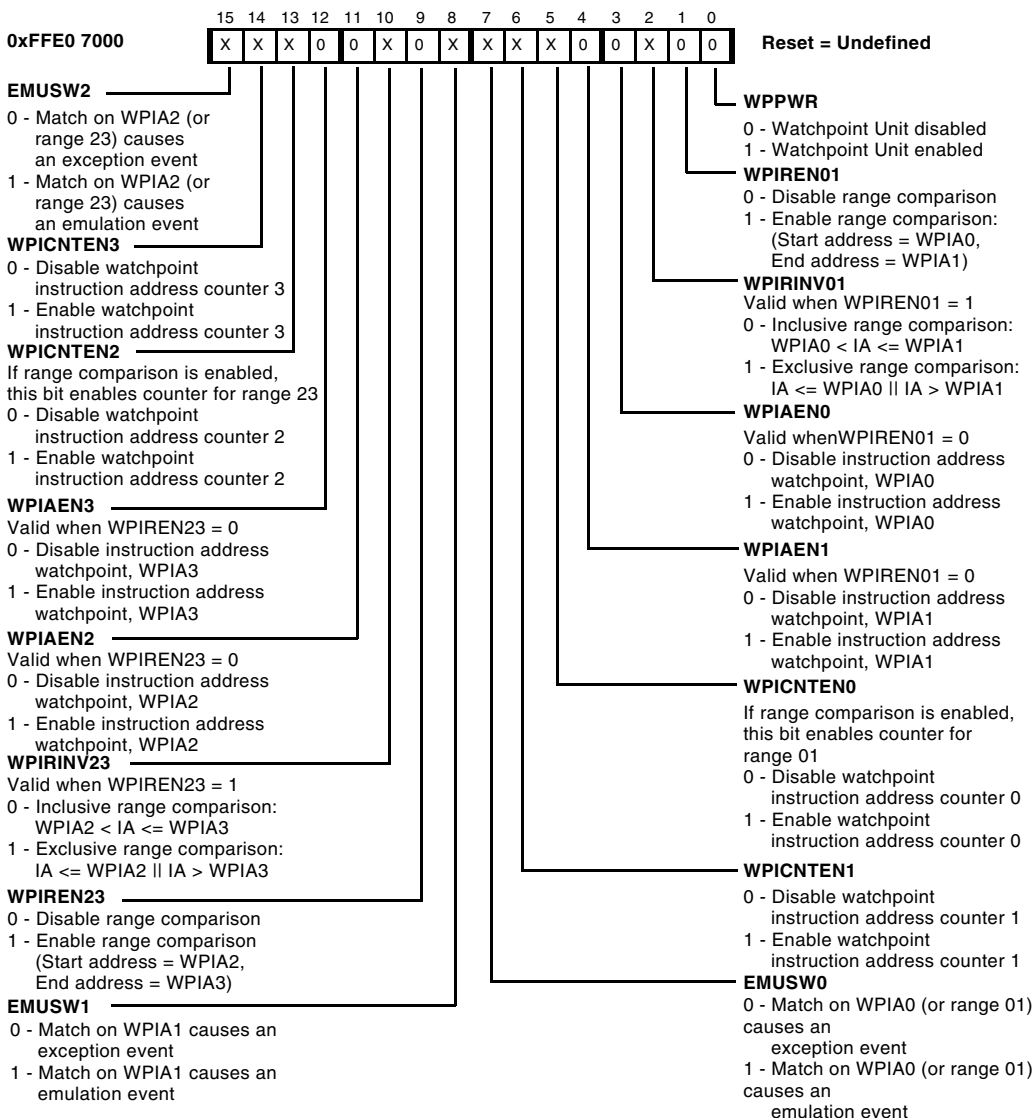 15 14 13 12 11 10 9 8 7 6 5 4 3 2 1 0
0xFFE0 7000
X X X 0 0 X 0 X X X X 0 0 X 0 0
Reset = Undefined
EMUSW2
0 - Match on WPIA2 (or
range 23) causes
an exception event
1 - Match on WPIA2 (or
range 23) causes
an emulation event
WPICNTEN3
0 - Disable watchpoint
instruction address counter 3
1 - Enable watchpoint
instruction address counter 3
WPICNTEN2
If range comparison is enabled,
this bit enables counter for range 23
0 - Disable watchpoint
instruction address counter 2
1 - Enable watchpoint
instruction address counter 2
WPIAEN3
Valid when WPIREN23 = 0
0 - Disable instruction address
watchpoint, WPIA3
1 - Enable instruction address
watchpoint, WPIA3
WPIAEN2
Valid when WPIREN23 = 0
0 - Disable instruction address
watchpoint, WPIA2
1 - Enable instruction address
watchpoint, WPIA2
WPIRINV23
Valid when WPIREN23 = 1
0 - Inclusive range comparison:
WPIA2 < IA <= WPIA3
1 - Exclusive range comparison:
IA <= WPIA2 || IA > WPIA3
WPIREN23
0 - Disable range comparison
1 - Enable range comparison
(Start address = WPIA2,
End address = WPIA3)
EMUSW1
0 - Match on WPIA1 causes an
exception event
1 - Match on WPIA1 causes an
emulation event
WPPWR
0 - Watchpoint Unit disabled
1 - Watchpoint Unit enabled
WPIREN01
0 - Disable range comparison
1 - Enable range comparison:
(Start address = WPIA0,
End address = WPIA1)
WPIRINV01
Valid when WPIREN01 = 1
0 - Inclusive range comparison:
WPIA0 < IA <= WPIA1
1 - Exclusive range comparison:
IA <= WPIA0 || IA > WPIA1
WPIAEN0
Valid whenWPIREN01 = 0
0 - Disable instruction address
watchpoint, WPIA0
1 - Enable instruction address
watchpoint, WPIA0
WPIAEN1
Valid when WPIREN01 = 0
0 - Disable instruction address
watchpoint, WPIA1
1 - Enable instruction address
watchpoint, WPIA1
WPICNTEN0
If range comparison is enabled,
this bit enables counter for
range 01
0 - Disable watchpoint
instruction address counter 0
1 - Enable watchpoint
instruction address counter 0
WPICNTEN1
0 - Disable watchpoint
instruction address counter 1
1 - Enable watchpoint
instruction address counter 1
EMUSW0
0 - Match on WPIA0 (or range 01)
causes an
exception event
1 - Match on WPIA0 (or range 01)
causes an
emulation event